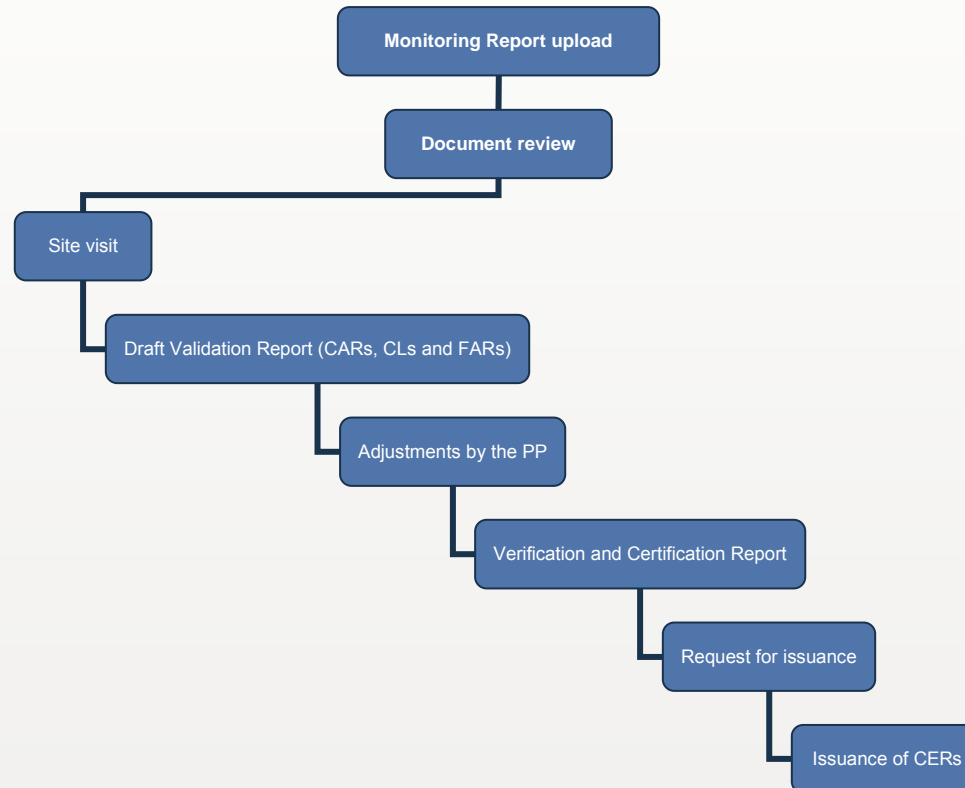 Monitoring Report upload
Document review
Site visit
Draft Validation Report (CARs, CLs and FARs)
Adjustments by the PP
Verification and Certification Report
Request for issuance
Issuance of CERs